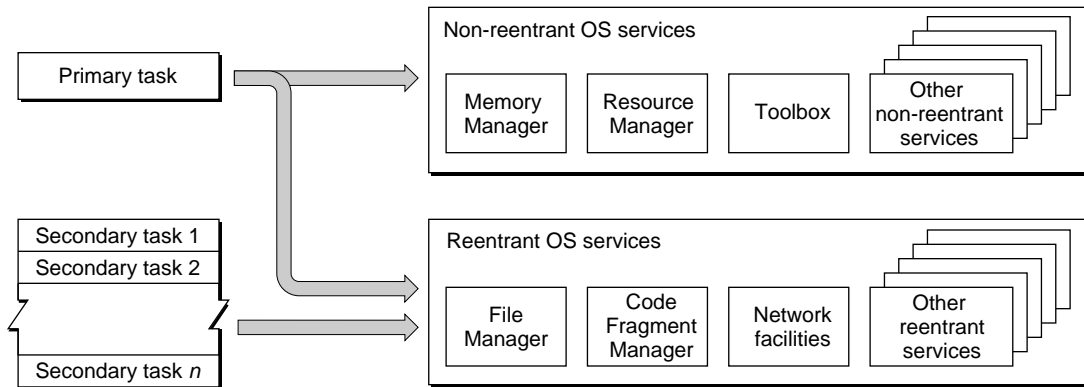 Non-reentrant OS services
Primary task
Memory
Manager
Resource
Manager
Toolbox
Other
non-reentrant
services
Secondary task 1
Secondary task 2
Secondary task n
Reentrant OS services
File
Manager
Code
Fragment
Manager
Network
facilities
Other
reentrant
services